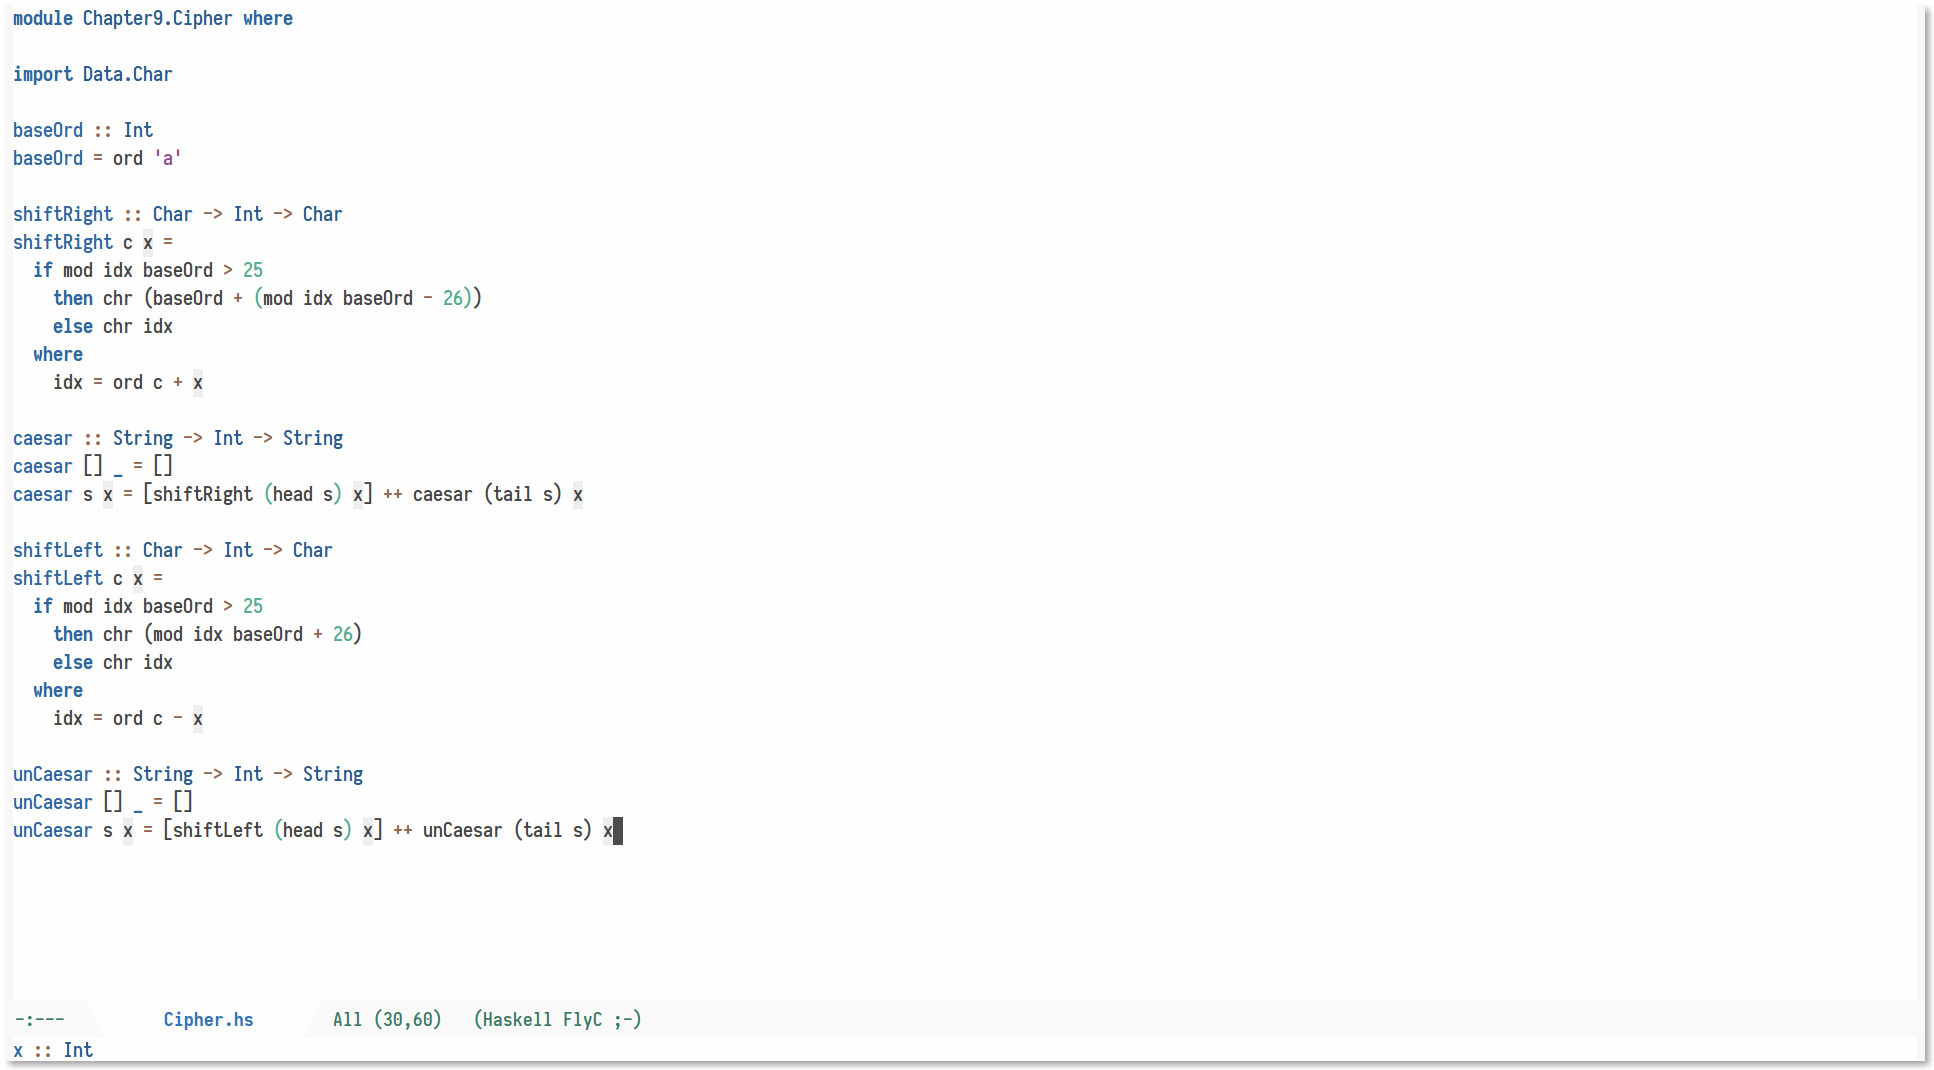 module Chapter9.Cipher where
import Data.Char
baseOrd :: Int
baseOrd = ord 'a'
shiftRight :: Char -> Int -> Char
shiftRight c x =
  if mod idx baseOrd > 25
    then chr (baseOrd + (mod idx baseOrd - 26))
    else chr idx
  where
    idx = ord c + x
caesar :: String -> Int -> String
caesar [] _ = []
caesar s x = [shiftRight (head s) x] ++ caesar (tail s) x
shiftLeft :: Char -> Int -> Char
shiftLeft c x =
  if mod idx baseOrd > 25
    then chr (mod idx baseOrd + 26)
    else chr idx
  where
    idx = ord c - x
unCaesar :: String -> Int -> String
unCaesar [] _ = []
unCaesar s x = [shiftLeft (head s) x] ++ unCaesar (tail s) x
-:--- Cipher.hs All (30,60) (Haskell FlyC ;-)
x :: Int